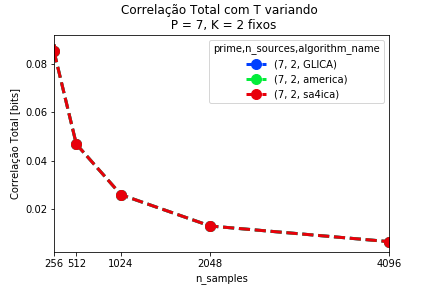 Correlação Total com T variando
P = 7, K = 2 fixos
prime,n_sources,algorithm_name
(7, 2, GLICA)
(7, 2, america)
(7, 2, sa4ica)
Correlação Total [bits]
0.08
0.06
0.04
0.02
256 512 1024 2048 4096
n_samples